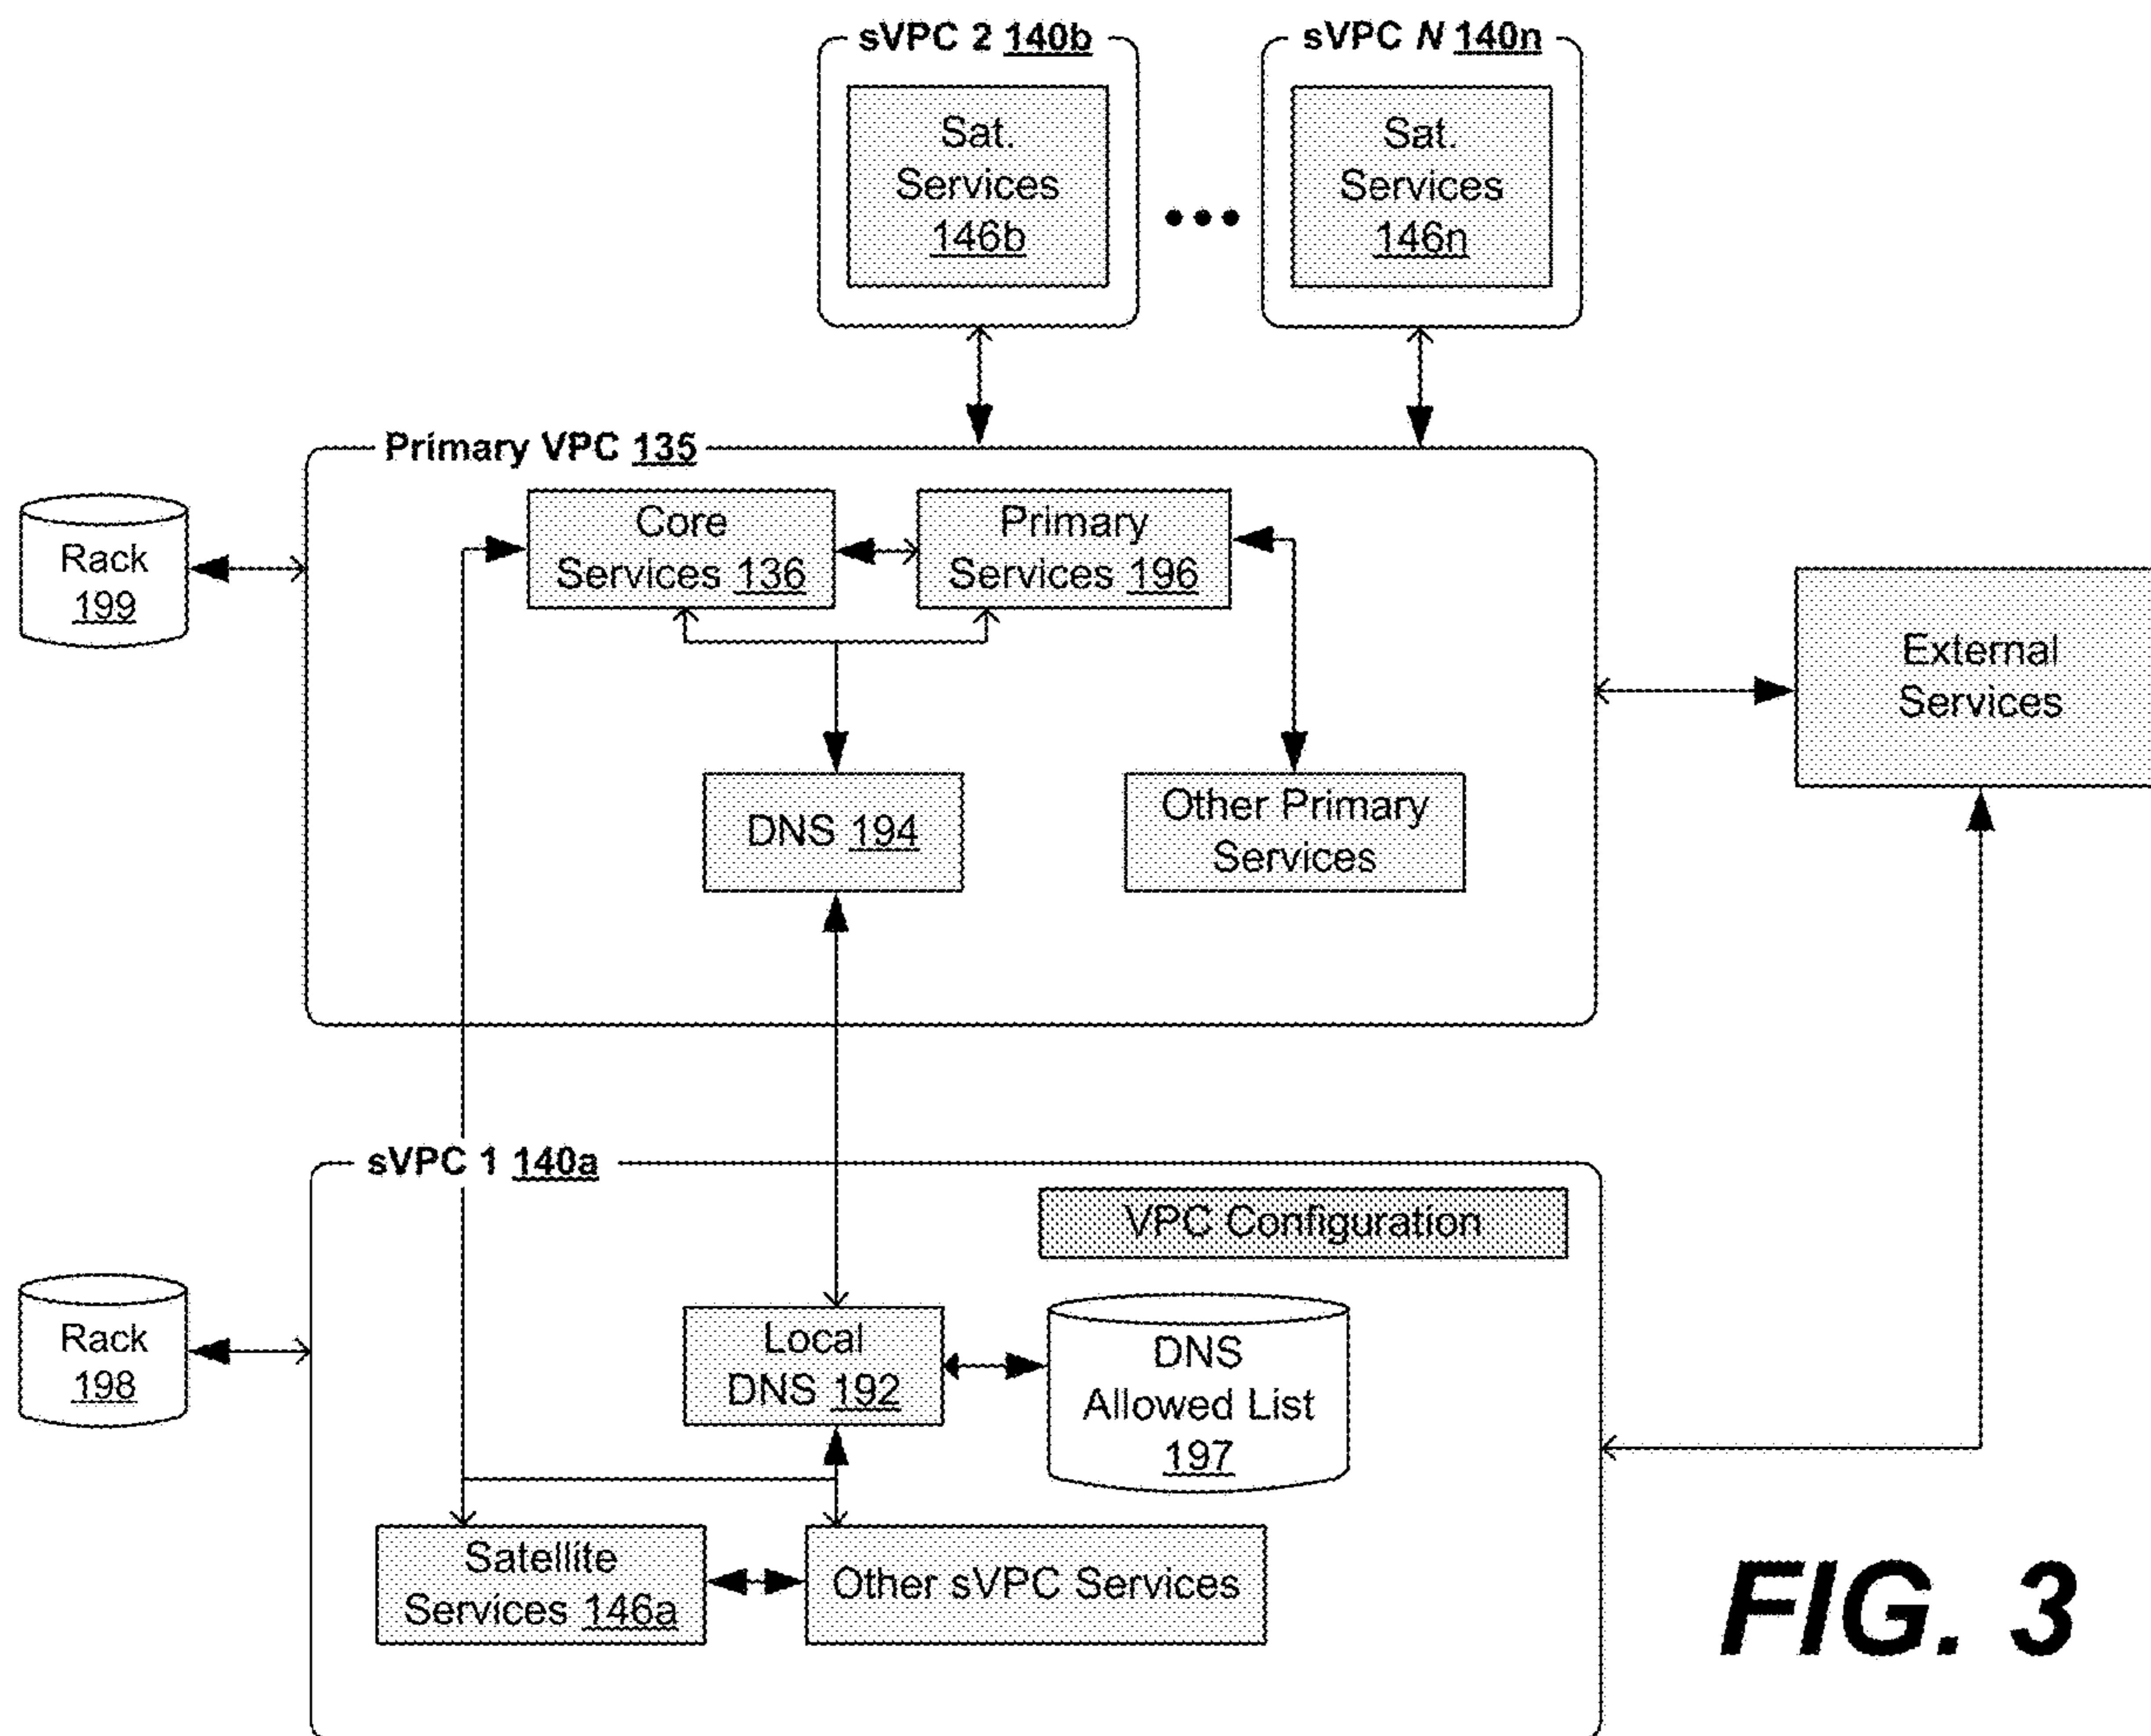 sVPC 2 140b
sVPC N 140n
Sat.
Services
146b
Sat.
Services
146n
Primary VPC 135
Core
Services 136
Primary
Services 196
Rack
199
External
Services
DNS 194
Other Primary
Services
sVPC 1 140a
VPC Configuration
Rack
198
Local
DNS 192
DNS
Allowed List
197
Satellite
Services 146a
Other sVPC Services
FIG. 3